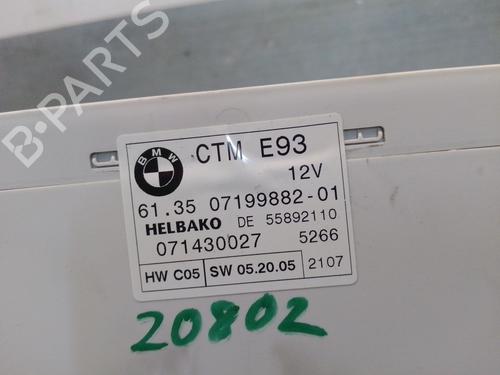 B-PARTS
BMW
CTM E93
12V
61.35 07199882-01
HELBAKO DE 55892110
071430027 5266
HW C05 SW 05.20.05 2107
20802